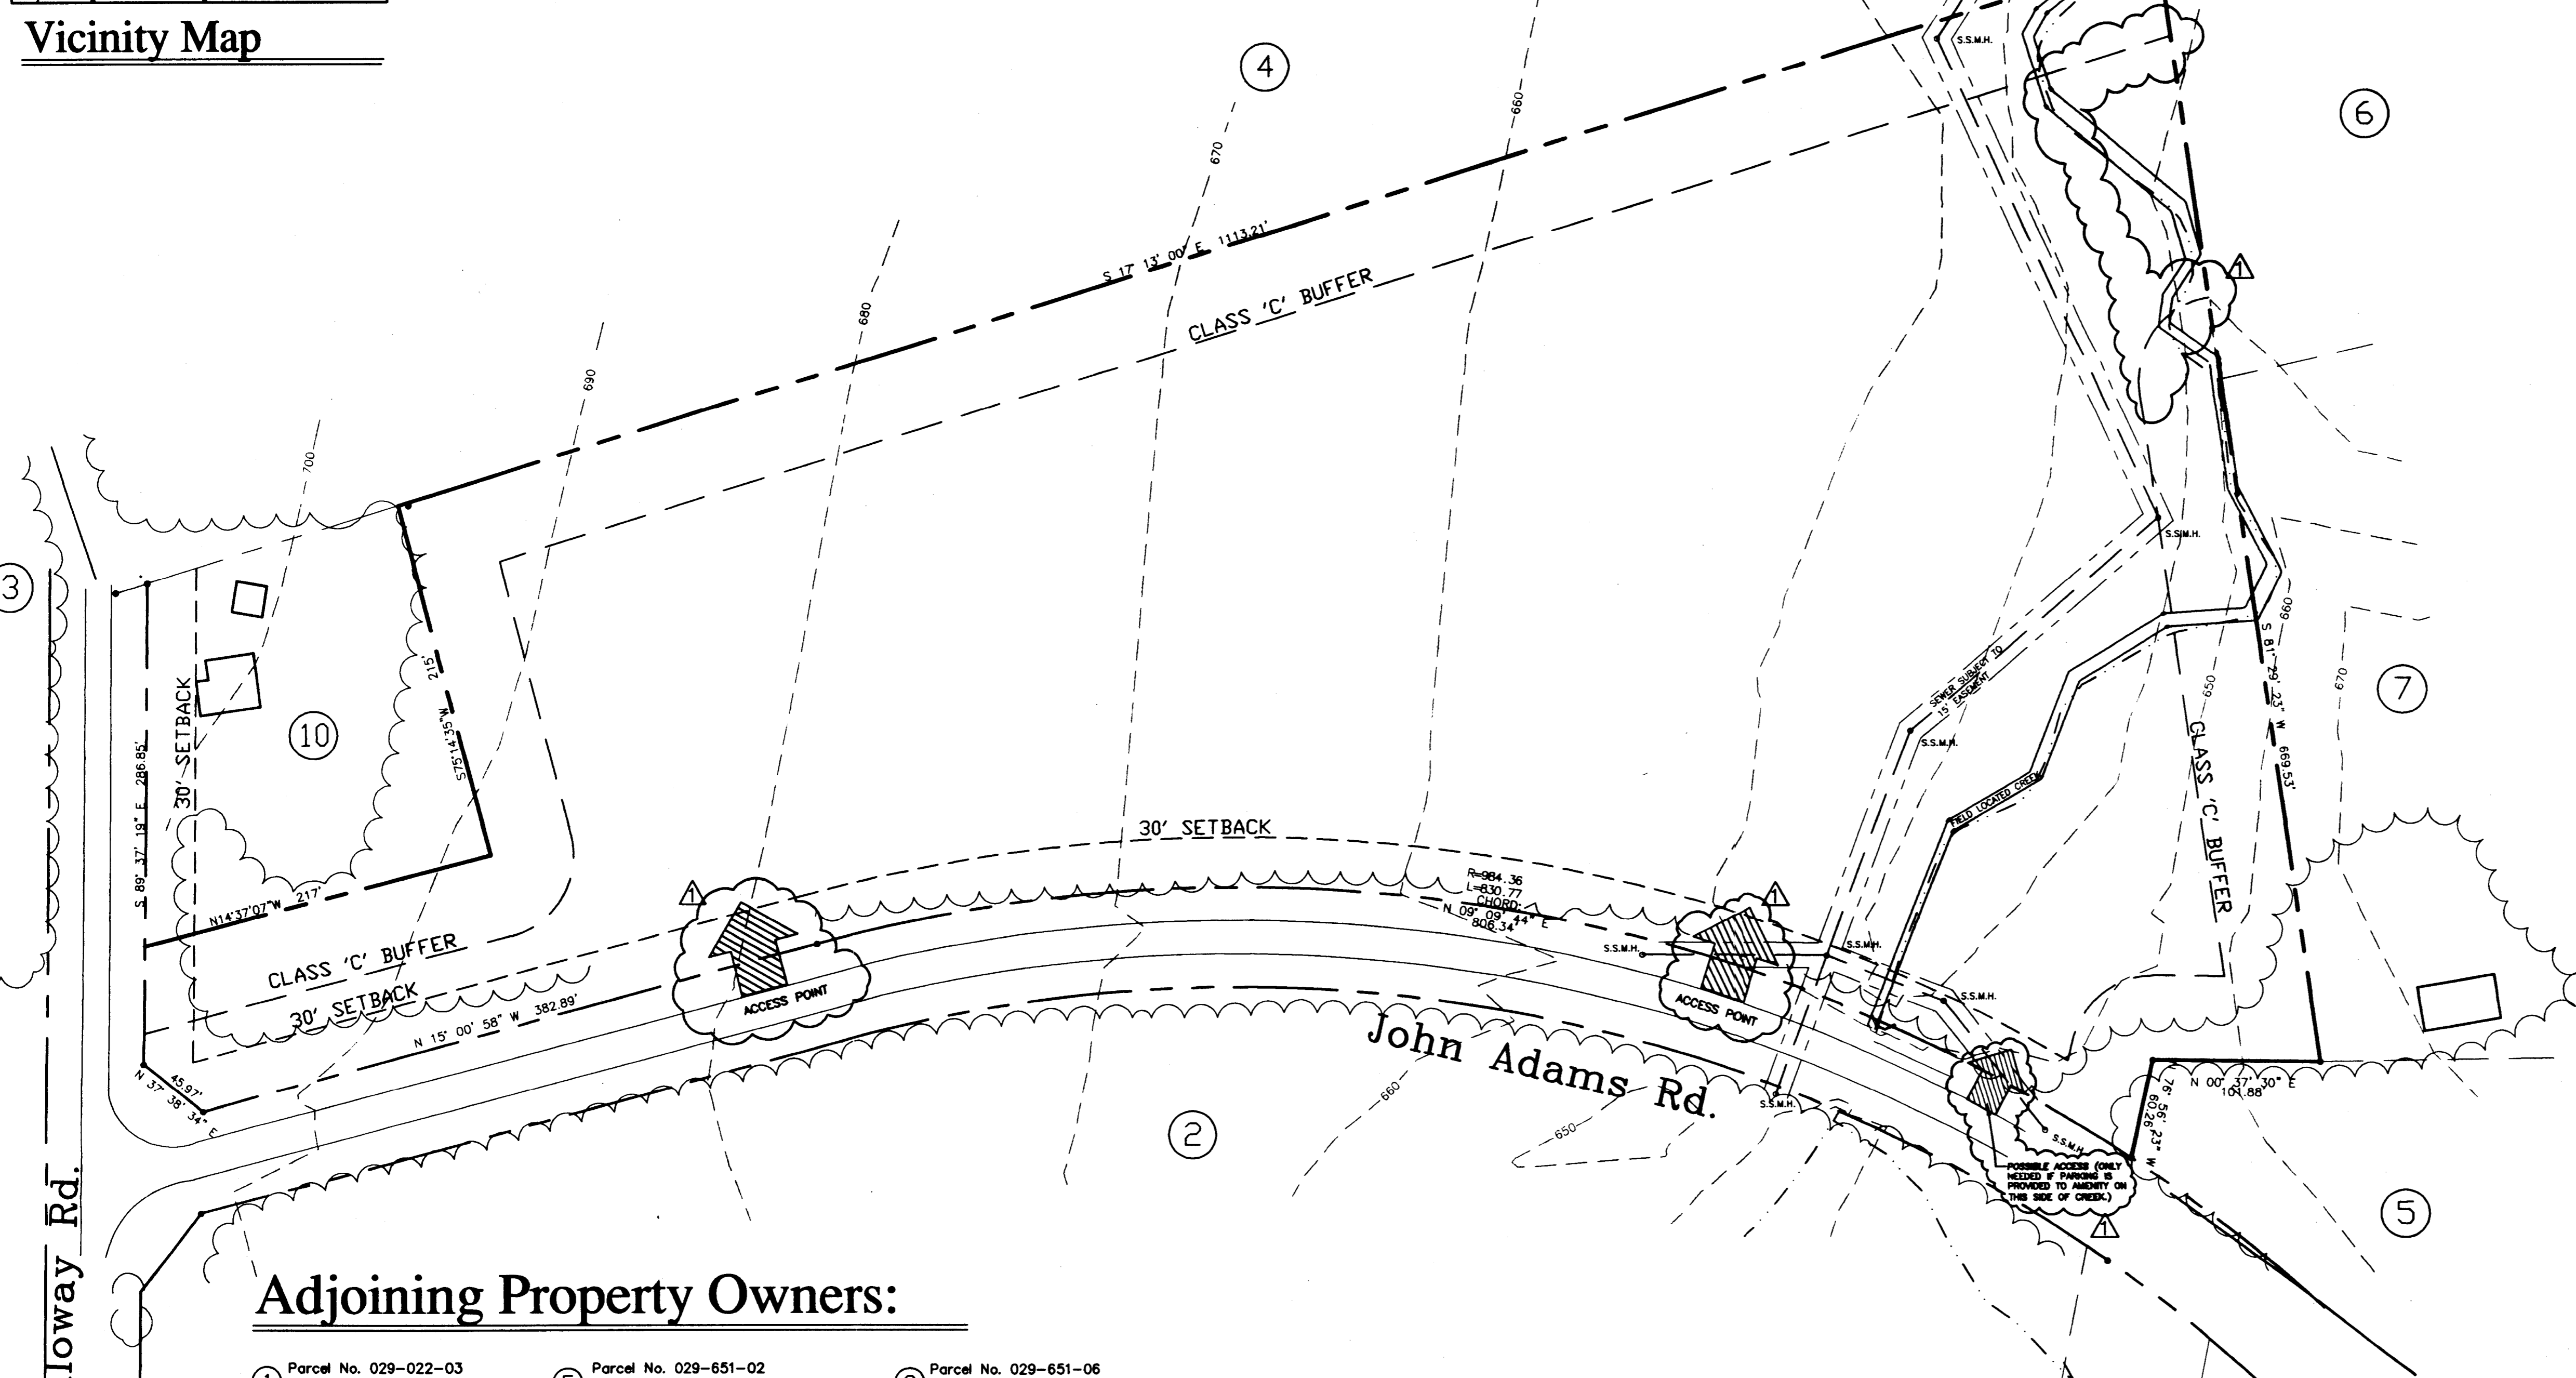 Vicinity Map
4
6
S.S.M.H.
660
670
1
S 17° 13' 00" E 1113.21'
CLASS 'C' BUFFER
680
690
700
3
10
30' SETBACK
S 89° 37' 19" E 286.85'
215'
S75°14'35"W
N14°37'07"W 217'
CLASS 'C' BUFFER
30' SETBACK
N 15° 00' 58" W 382.89'
45.97'
N 37° 38' 34" E
1
ACCESS POINT
30' SETBACK
R=984.36
L=830.77
CHORD:
N 09° 09' 44" E
806.34'
S.S.M.H.
1
ACCESS POINT
S.S.M.H.
S.S.M.H.
S.S.M.H.
SEWER SUBJECT TO
15' EASEMENT
S.S.M.H.
FIELD LOCATED CREEK
660
S 81° 29' 23" W 669.53'
650
670
7
CLASS 'C' BUFFER
John Adams Rd.
S.S.M.H.
660
650
2
N 00° 37' 30" E
101.88'
76° 56' 23" W
60.26'
S.S.M.H.
POSSIBLE ACCESS (ONLY
NEEDED IF PARKING IS
PROVIDED TO AMENITY ON
THIS SIDE OF CREEK.)
1
5
lloway Rd.
Adjoining Property Owners:
Parcel No. 029-022-03
Parcel No. 029-651-02
Parcel No. 029-651-06